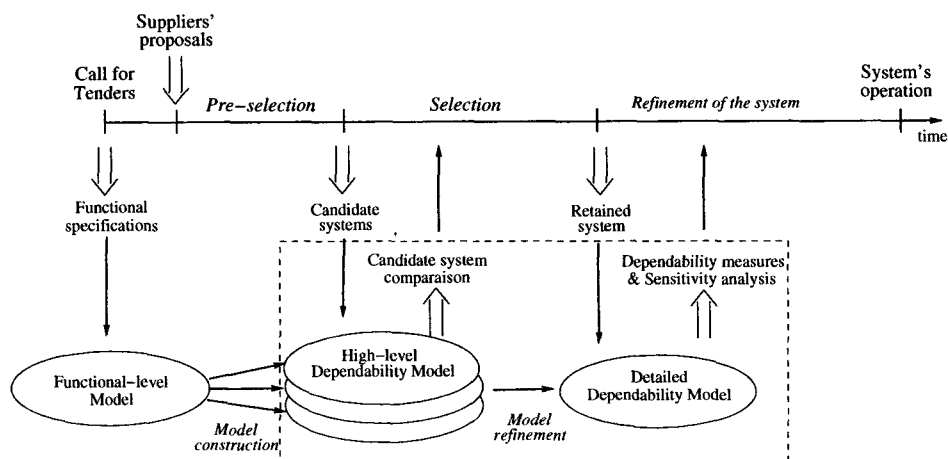 Suppliers'
proposals
Call for
Tenders
Pre-selection
Selection
Refinement of the system
System's
operation
time
Functional
specifications
Candidate
systems
Retained
system
Candidate system
comparaison
Dependability measures
& Sensitivity analysis
Functional-level
Model
High-level
Dependability Model
Detailed
Dependability Model
Model
construction
Model
refinement